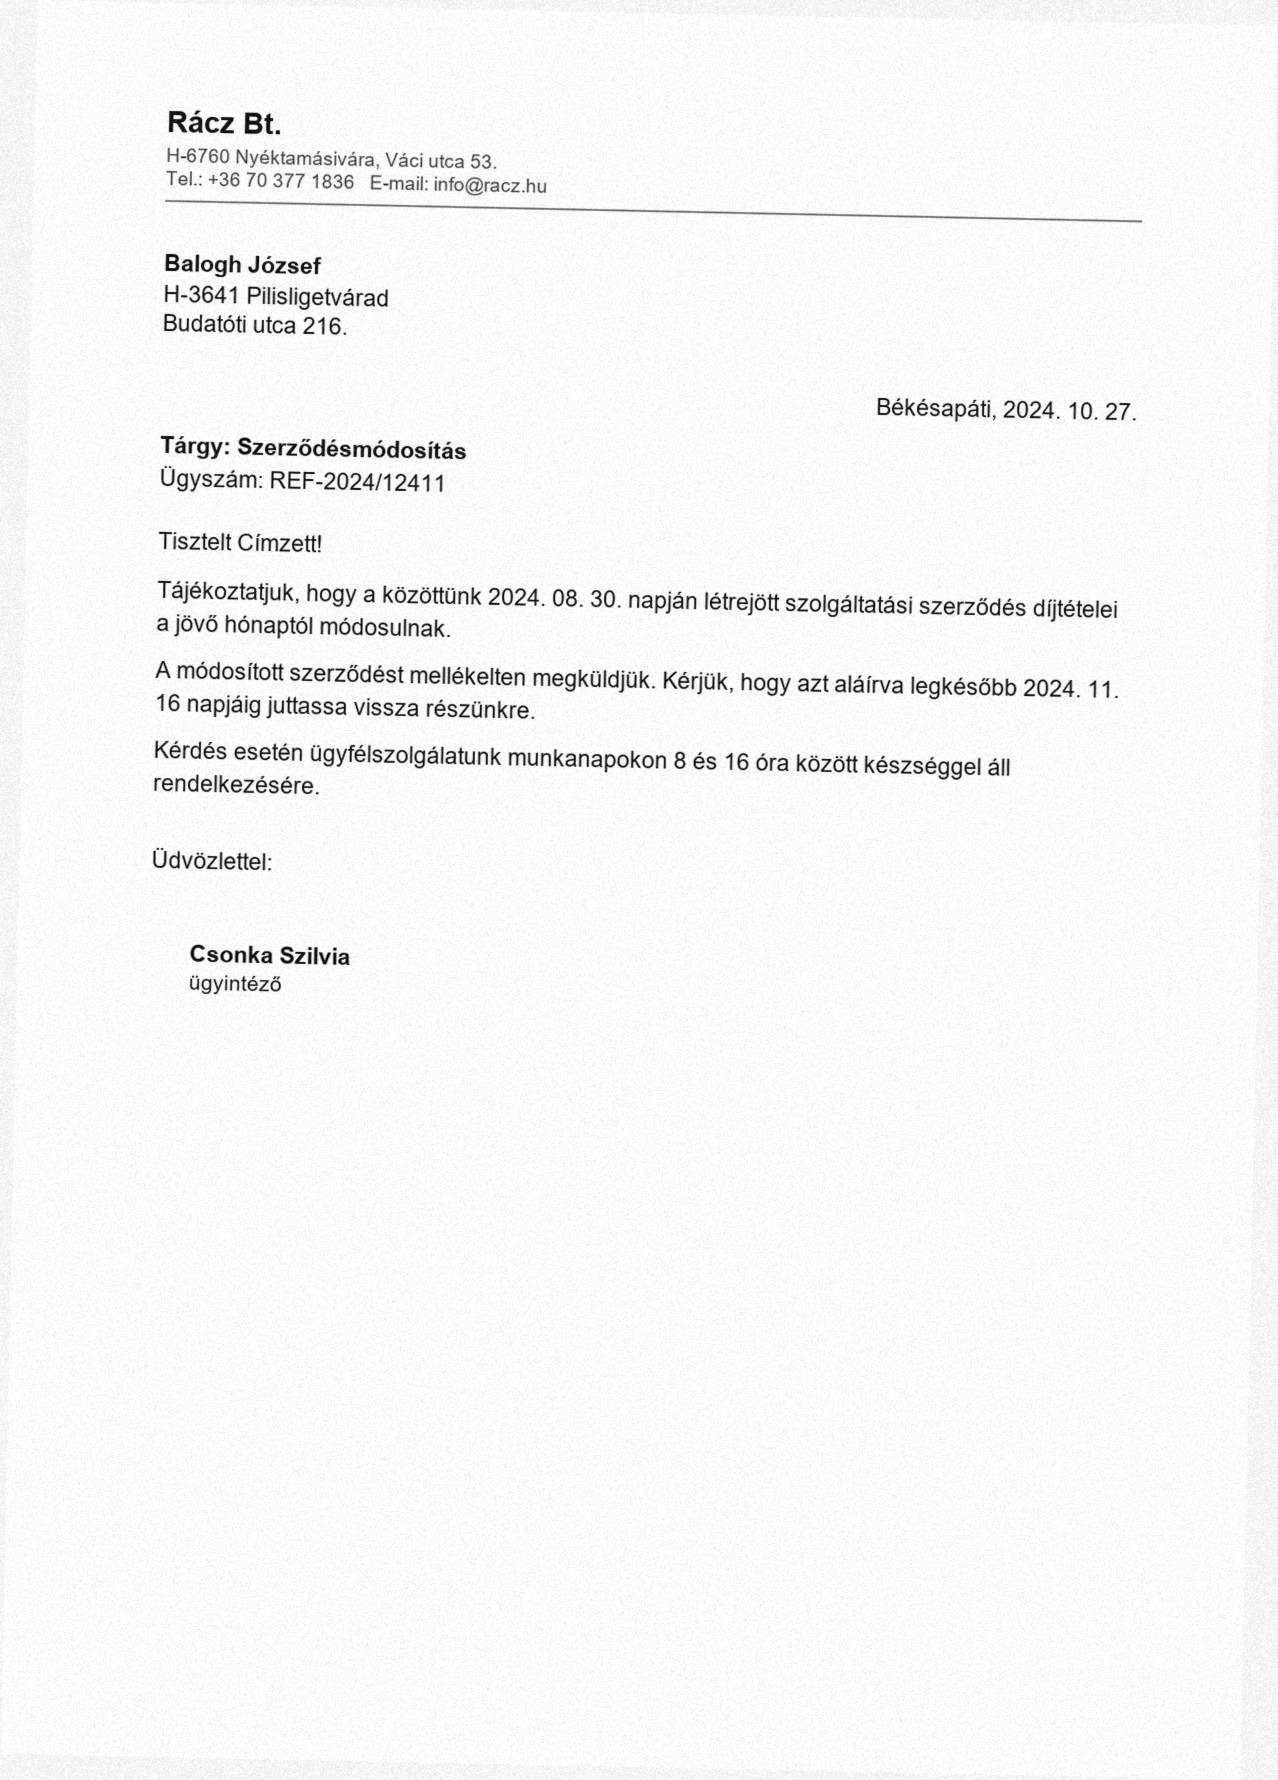 Rácz Bt.
H-6760 Nyéktamásivára, Váci utca 53.
Tel.: +36 70 377 1836 E-mail: info@racz.hu
Balogh József
H-3641 Pilisligetvárad
Budatóti utca 216.
Békésapáti, 2024. 10. 27.
Tárgy: Szerződésmódosítás
Ügyszám: REF-2024/12411
Tisztelt Címzett!
Tájékoztatjuk, hogy a közöttünk 2024. 08. 30. napján létrejött szolgáltatási szerződés díjtételei
a jövő hónaptól módosulnak.
A módosított szerződést mellékelten megküldjük. Kérjük, hogy azt aláírva legkésőbb 2024. 11.
16 napjáig juttassa vissza részünkre.
Kérdés esetén ügyfélszolgálatunk munkanapokon 8 és 16 óra között készséggel áll
rendelkezésére.
Üdvözlettel:
Csonka Szilvia
ügyintéző